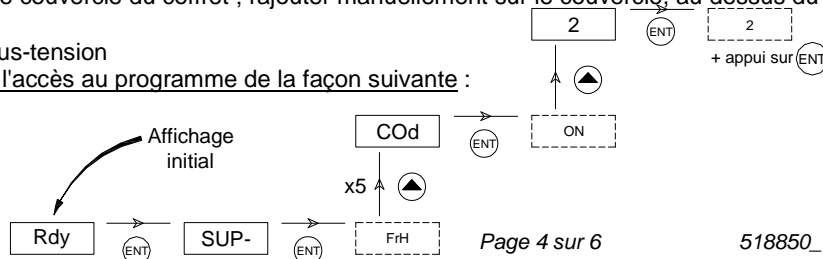 couvercle du coffret ; rajouter manuellement sur le couvercle, au dessus du
2
ENT
2
+ appui sur ENT
us-tension
l'accès au programme de la façon suivante :
Affichage
initial
COd
ENT
ON
x5
Rdy
ENT
SUP-
ENT
FrH
Page 4 sur 6
518850_